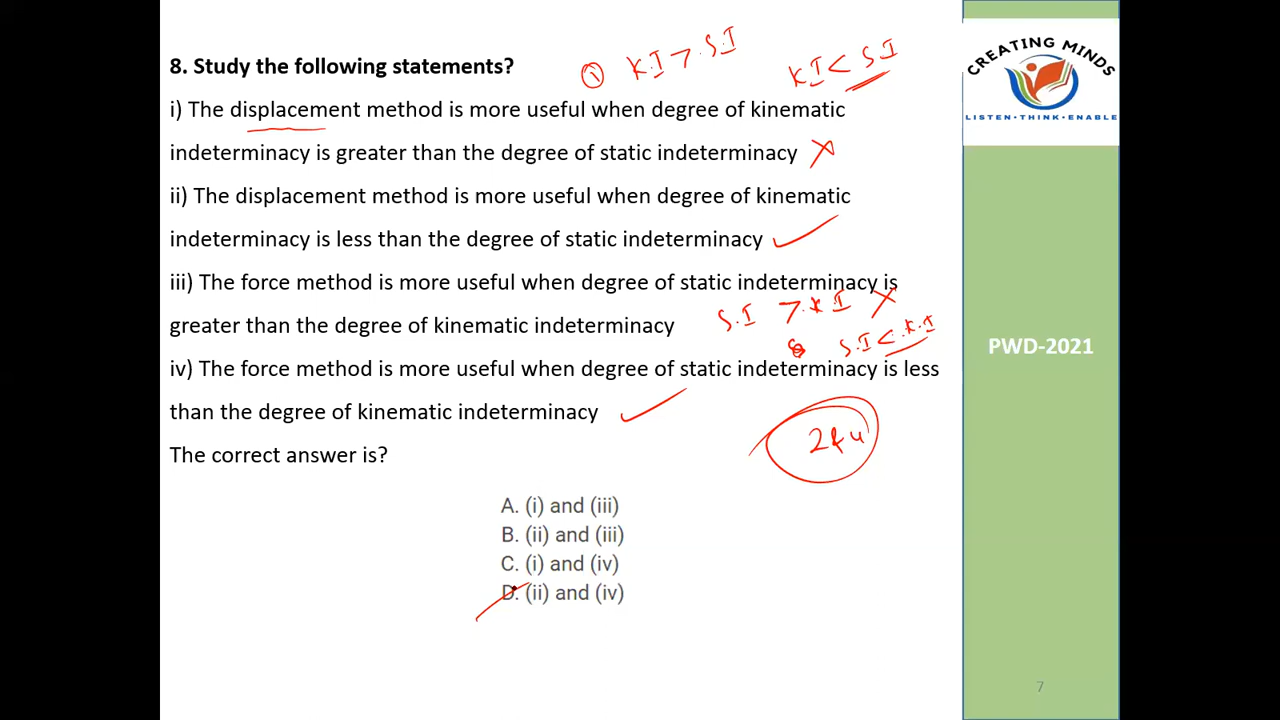 8. Study the following statements?
i) K.I > S.I
KI < S I
CREATING MINDS
LISTEN·THINK·ENABLE
i) The displacement method is more useful when degree of kinematic
indeterminacy is greater than the degree of static indeterminacy
ii) The displacement method is more useful when degree of kinematic
indeterminacy is less than the degree of static indeterminacy
iii) The force method is more useful when degree of static indeterminacy is
S.I > K I
greater than the degree of kinematic indeterminacy
S.I < K.I
PWD-2021
iv) The force method is more useful when degree of static indeterminacy is less
than the degree of kinematic indeterminacy
2 & 4
The correct answer is?
A. (i) and (iii)
B. (ii) and (iii)
C. (i) and (iv)
D. (ii) and (iv)
7